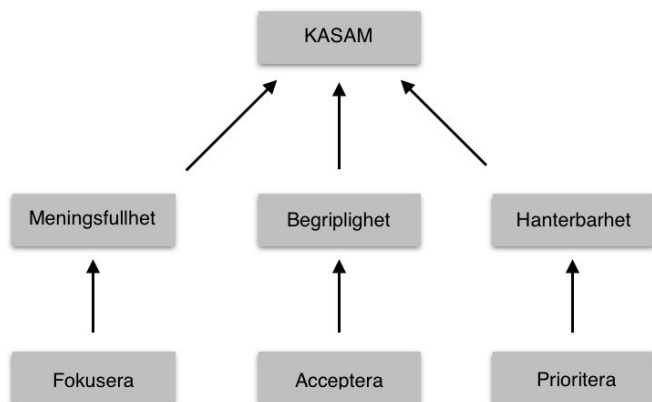 KASAM
Meningsfullhet
Begriplighet
Hanterbarhet
Fokusera
Acceptera
Prioritera